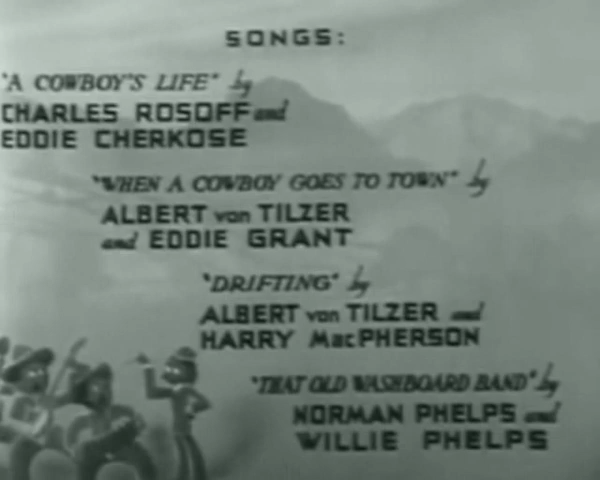 SONGS:
"A COWBOY'S LIFE" by
CHARLES ROSOFF and
EDDIE CHERKOSE
"WHEN A COWBOY GOES TO TOWN" by
ALBERT von TILZER
and EDDIE GRANT
"DRIFTING" by
ALBERT von TILZER and
HARRY MacPHERSON
"THAT OLD WASHBOARD BAND" by
NORMAN PHELPS and
WILLIE PHELPS